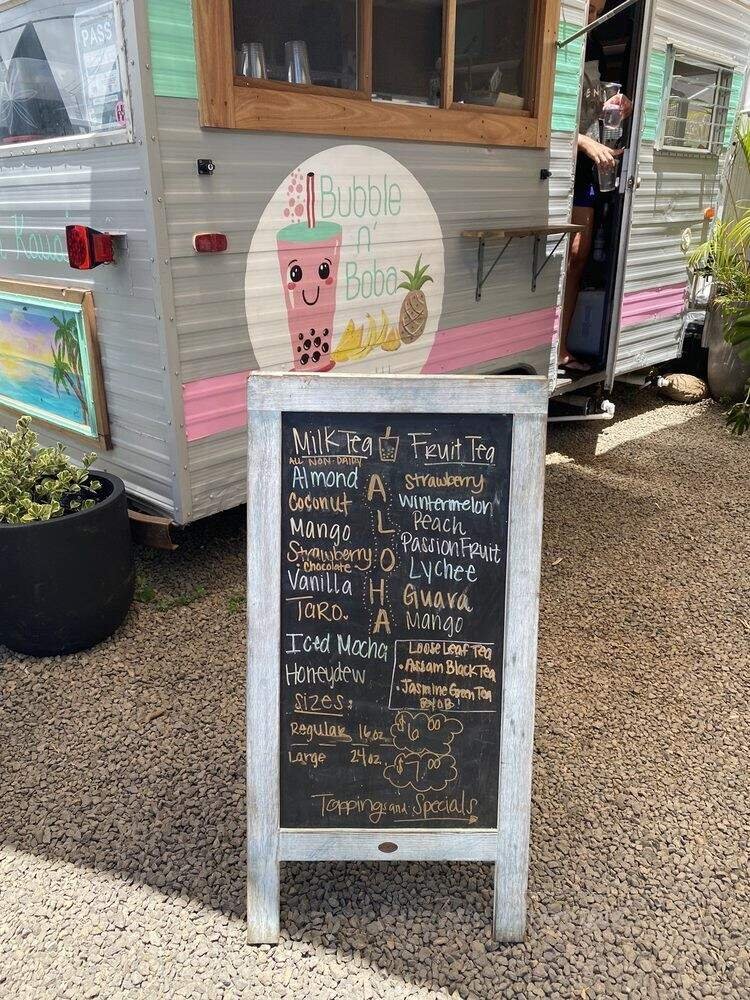 PASS
Bubble
n'
Boba
Kauai
Milk Tea
ALL NON-DAIRY
Almond
Coconut
Mango
Strawberry
• Chocolate
Vanilla
Taro
Iced Mocha
Honeydew
ALOHA
Fruit Tea
Strawberry
Wintermelon
Peach
Passion Fruit
Lychee
Guava
Mango
Loose Leaf Tea
• Assam Black Tea
• Jasmine Green Tea
Sizes:
Regular 16oz. $6.00
Large 24oz. $7.00
Toppings and Specials